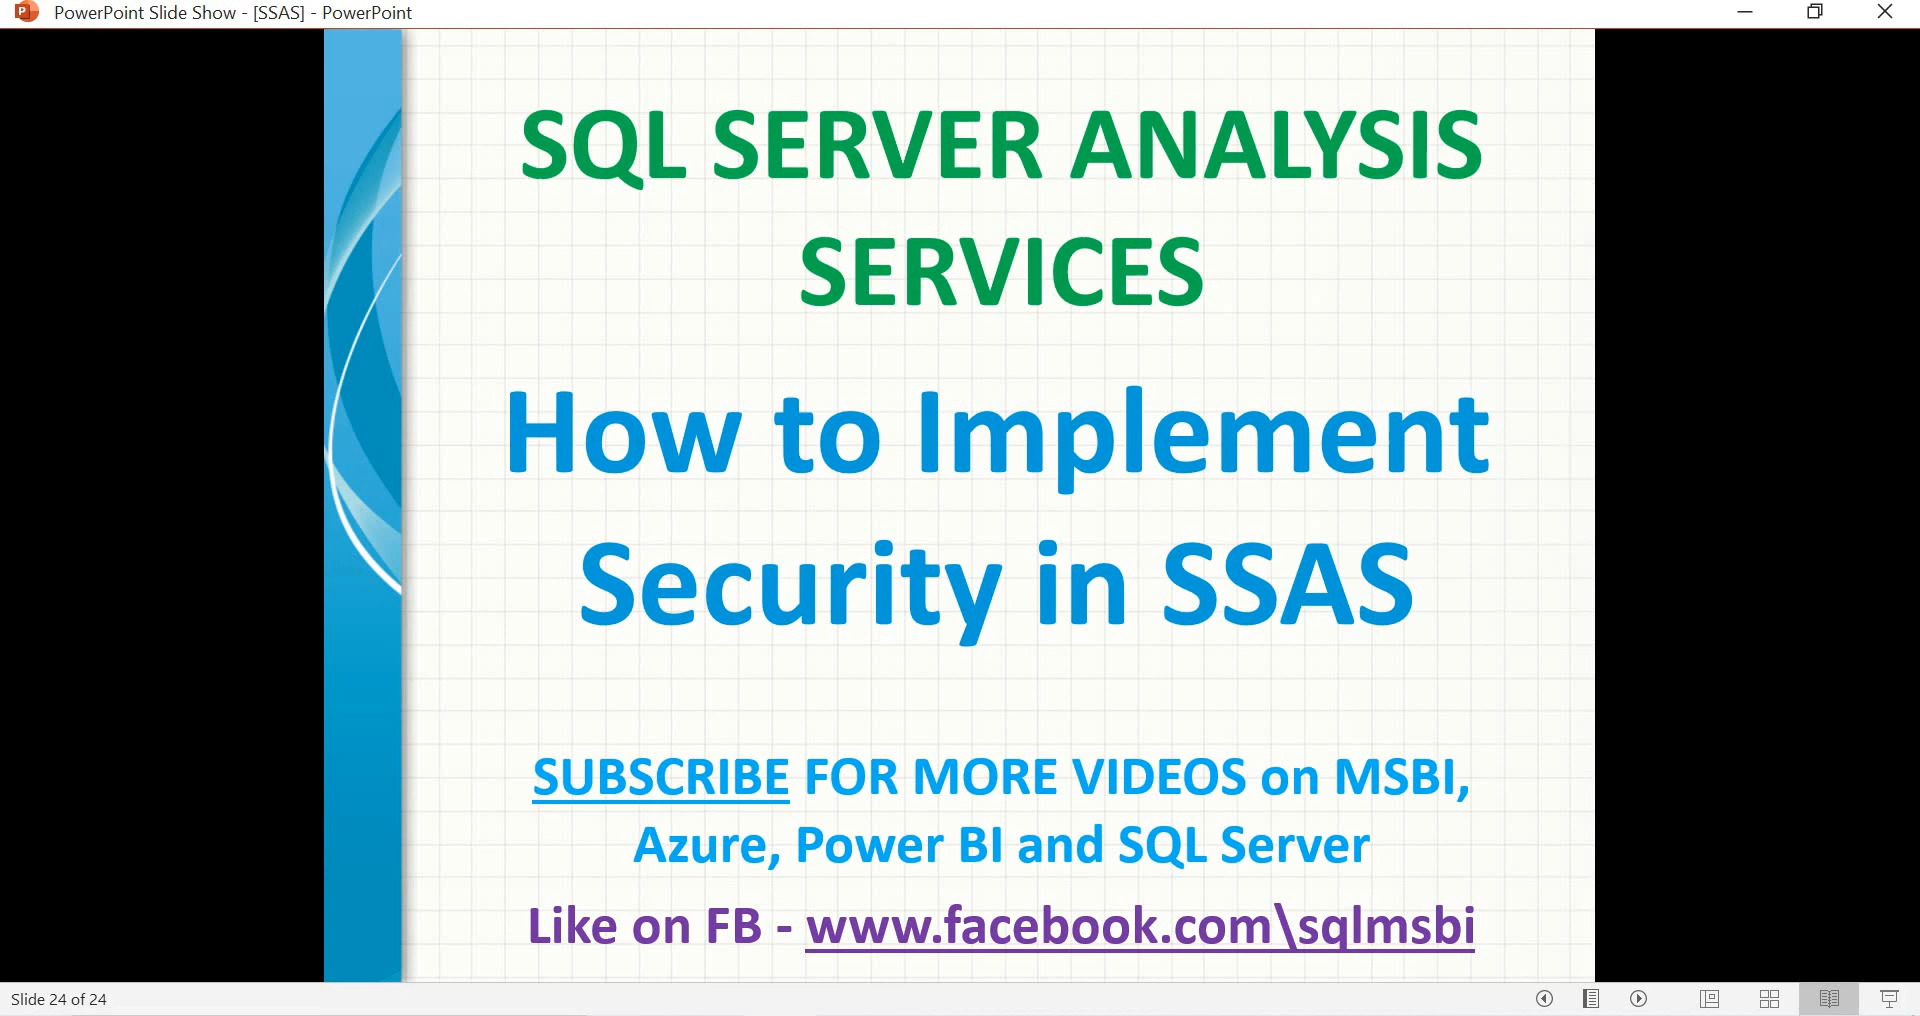 PowerPoint Slide Show - [SSAS] - PowerPoint
SQL SERVER ANALYSIS
SERVICES
How to Implement
Security in SSAS
SUBSCRIBE FOR MORE VIDEOS on MSBI,
Azure, Power BI and SQL Server
Like on FB - www.facebook.com\sqlmsbi
Slide 24 of 24